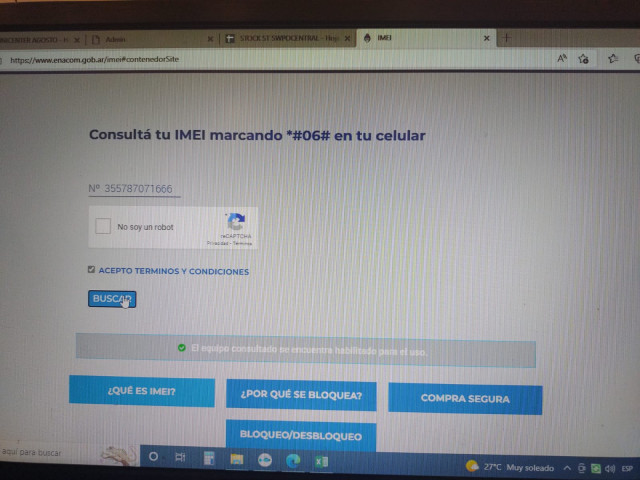 Admin
STOCK ST SWPOCENTRAL - Hoja
IMEI
https://www.enacom.gob.ar/imei#contenedorSite
Consultá tu IMEI marcando *#06# en tu celular
Nº 355787071666
No soy un robot
reCAPTCHA
Privacidad - Términos
ACEPTO TERMINOS Y CONDICIONES
BUSCAR
El equipo consultado se encuentra habilitado para el uso.
¿QUÉ ES IMEI?
¿POR QUÉ SE BLOQUEA?
COMPRA SEGURA
BLOQUEO/DESBLOQUEO
aquí para buscar
27°C Muy soleado
ESP